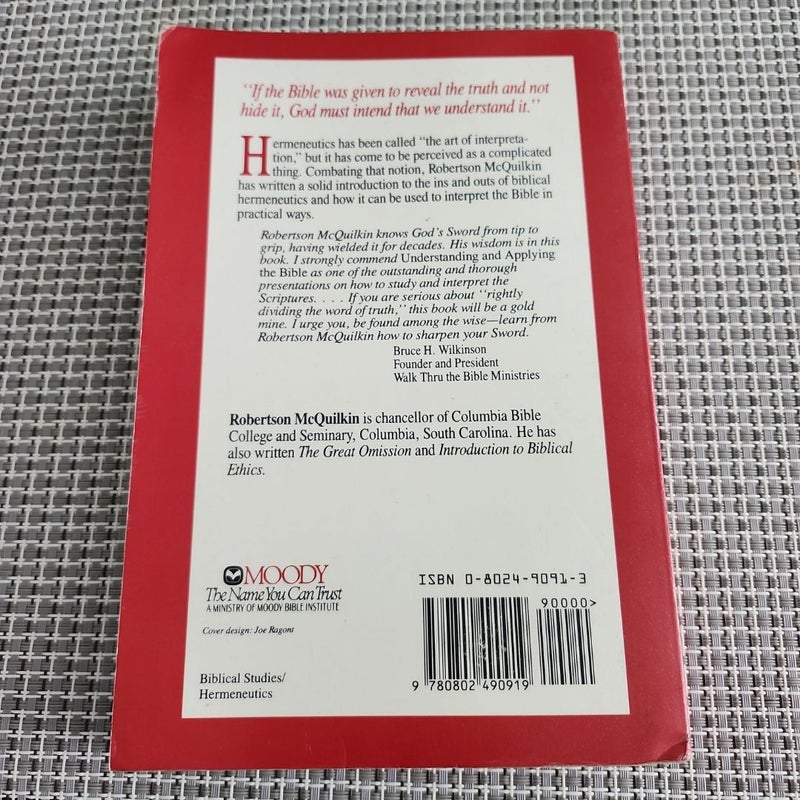 "If the Bible was given to reveal the truth and not
hide it, God must intend that we understand it."
Hermeneutics has been called "the art of interpreta-
tion," but it has come to be perceived as a complicated
thing. Combating that notion, Robertson McQuilkin
has written a solid introduction to the ins and outs of biblical
hermeneutics and how it can be used to interpret the Bible in
practical ways.
Robertson McQuilkin knows God's Sword from tip to
grip, having wielded it for decades. His wisdom is in this
book. I strongly commend Understanding and Applying
the Bible as one of the outstanding and thorough
presentations on how to study and interpret the
Scriptures. . . . If you are serious about "rightly
dividing the word of truth," this book will be a gold
mine. I urge you, be found among the wise—learn from
Robertson McQuilkin how to sharpen your Sword.
Bruce H. Wilkinson
Founder and President
Walk Thru the Bible Ministries
Robertson McQuilkin is chancellor of Columbia Bible
College and Seminary, Columbia, South Carolina. He has
also written The Great Omission and Introduction to Biblical
Ethics.
MOODY
The Name You Can Trust
A MINISTRY OF MOODY BIBLE INSTITUTE
Cover design: Joe Ragont
Biblical Studies/
Hermeneutics
ISBN 0-8024-9091-3
90000>
9 780802 490919